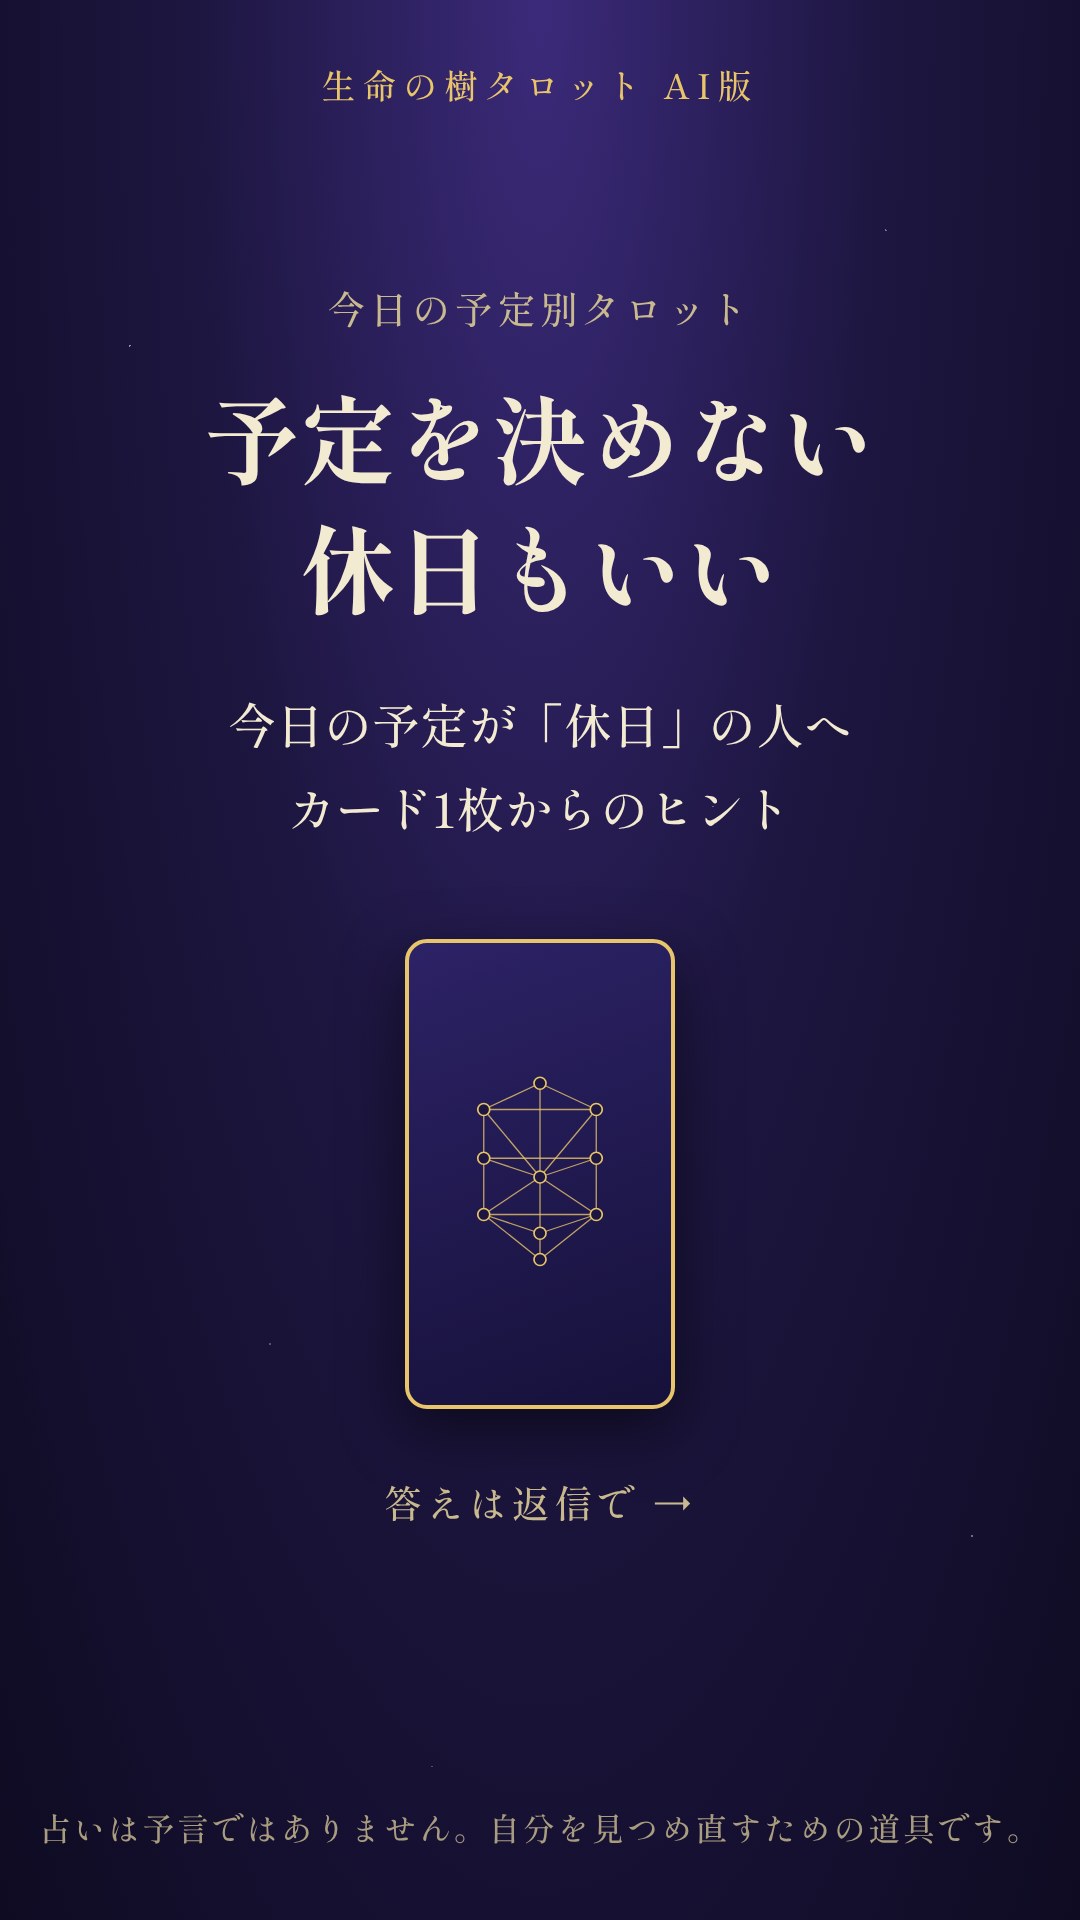 生命の樹タロット AI版
今日の予定別タロット
予定を決めない
休日もいい
今日の予定が「休日」の人へ
カード1枚からのヒント
答えは返信で →
占いは予言ではありません。自分を見つめ直すための道具です。